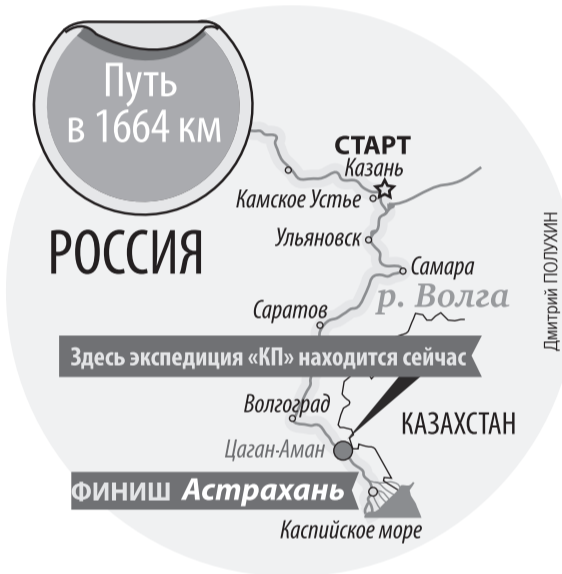 Путь
в 1664 км
СТАРТ
Казань
Камское Устье
РОССИЯ
Ульяновск
Самара
р. Волга
Саратов
Здесь экспедиция «КП» находится сейчас
Волгоград
КАЗАХСТАН
Цаган-Аман
ФИНИШ Астрахань
Каспийское море
Дмитрий ПОЛУХИН